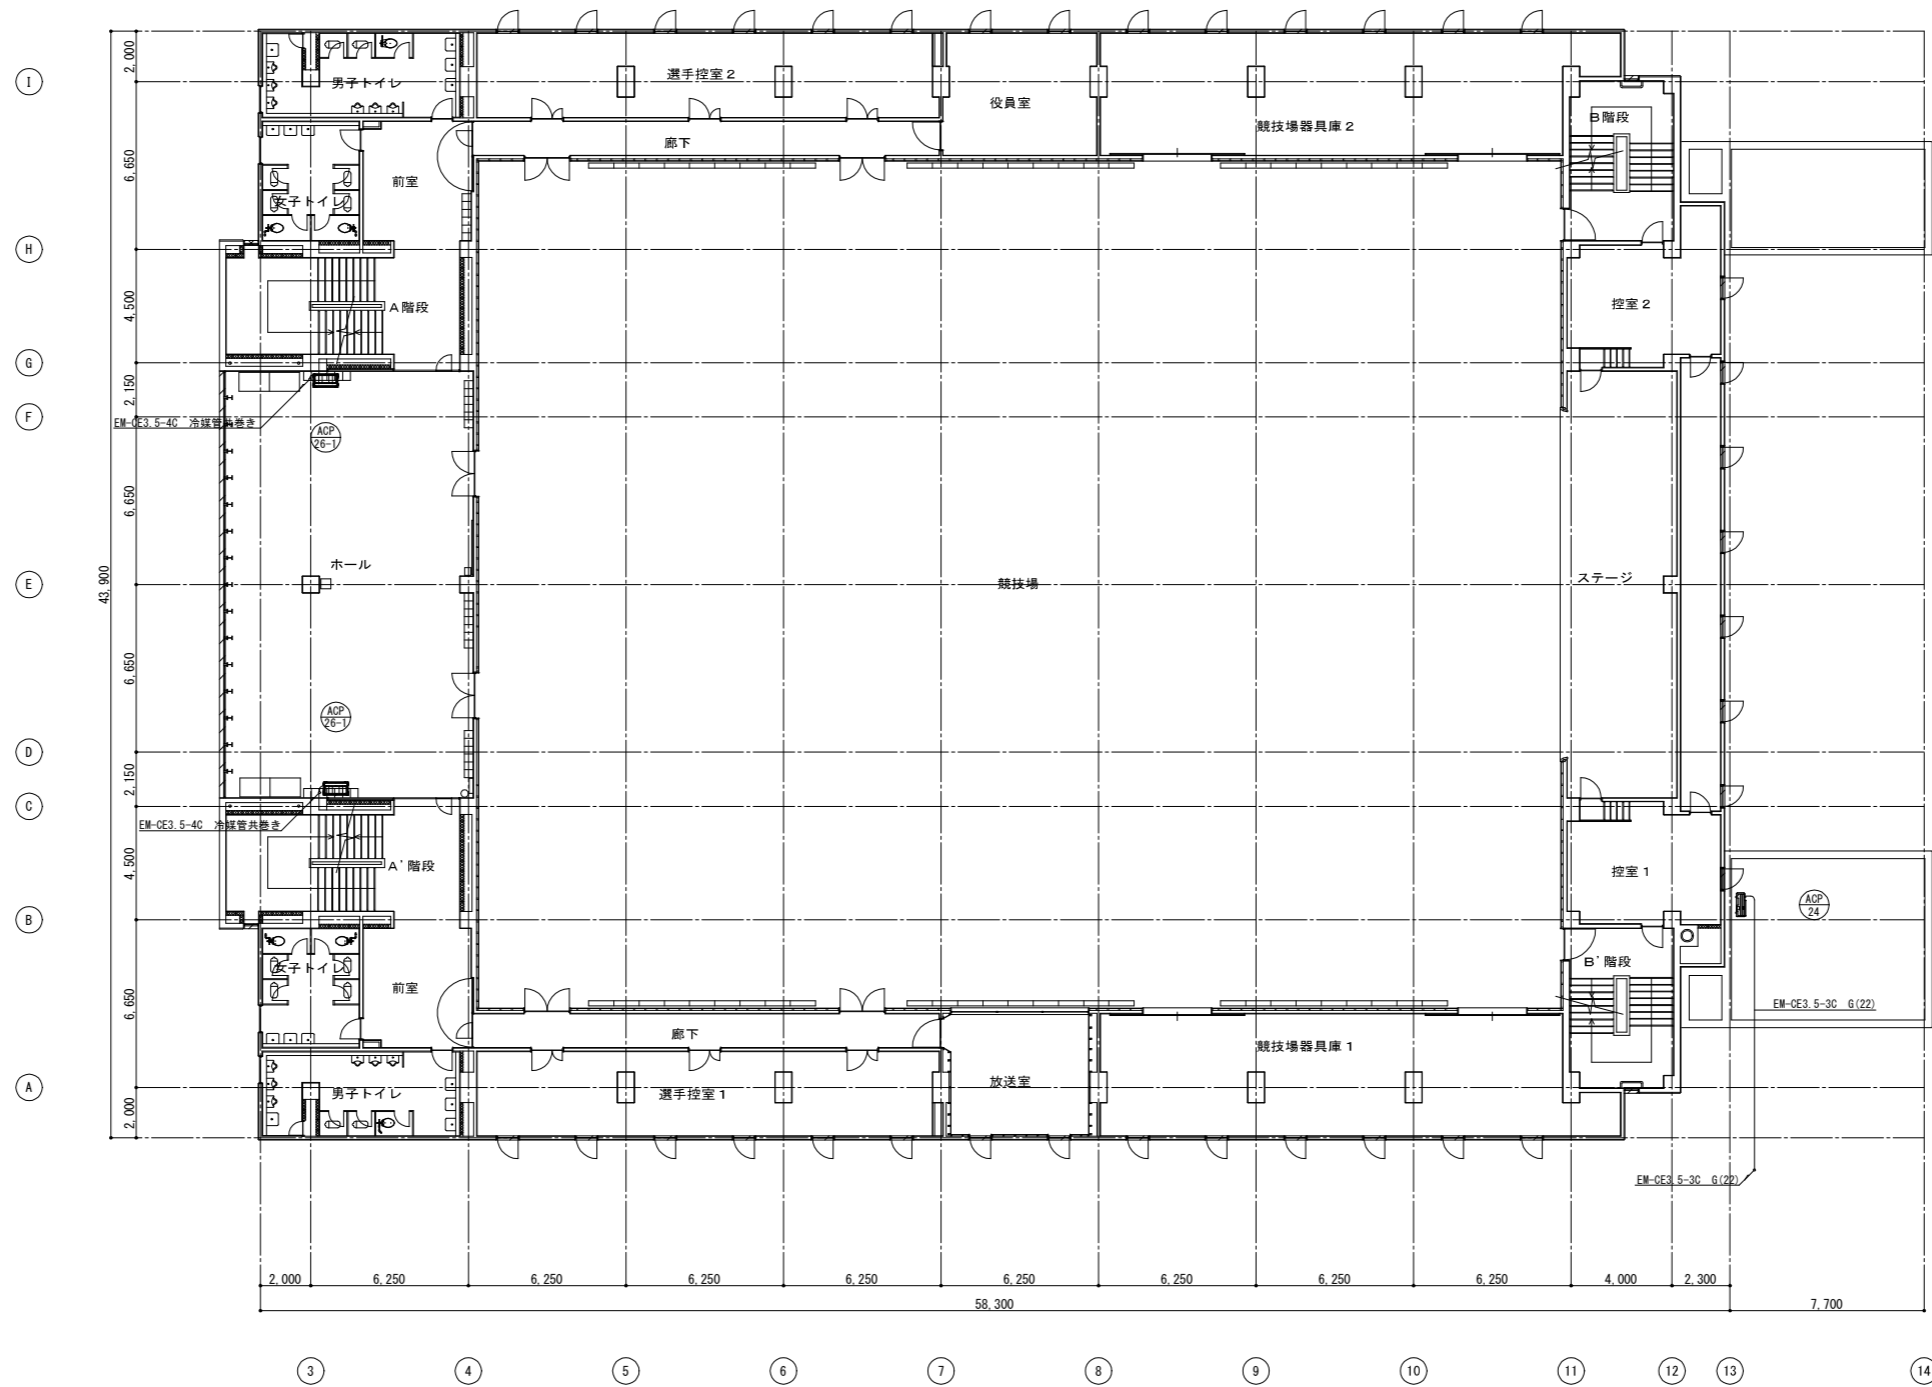 2,000
I
男子トイレ
選手控室2
役員室
競技場器具庫2
B階段
廊下
6,650
前室
女子トイレ
H
4,500
A階段
控室2
G
2,150
F
EM-CE3.5-4C 冷媒管共巻き
ACP
26-1
6,650
ホール
43,900
E
競技場
ステージ
6,650
ACP
26-1
D
2,150
C
EM-CE3.5-4C 冷媒管共巻き
4,500
A'階段
控室1
ACP
24
B
女子トイレ
B'階段
前室
6,650
EM-CE3.5-3C G(22)
廊下
競技場器具庫1
放送室
A
男子トイレ
選手控室1
2,000
EM-CE3.5-3C G(22)
2,000
6,250
6,250
6,250
6,250
6,250
6,250
6,250
6,250
4,000
2,300
58,300
7,700
3
4
5
6
7
8
9
10
11
12
13
14